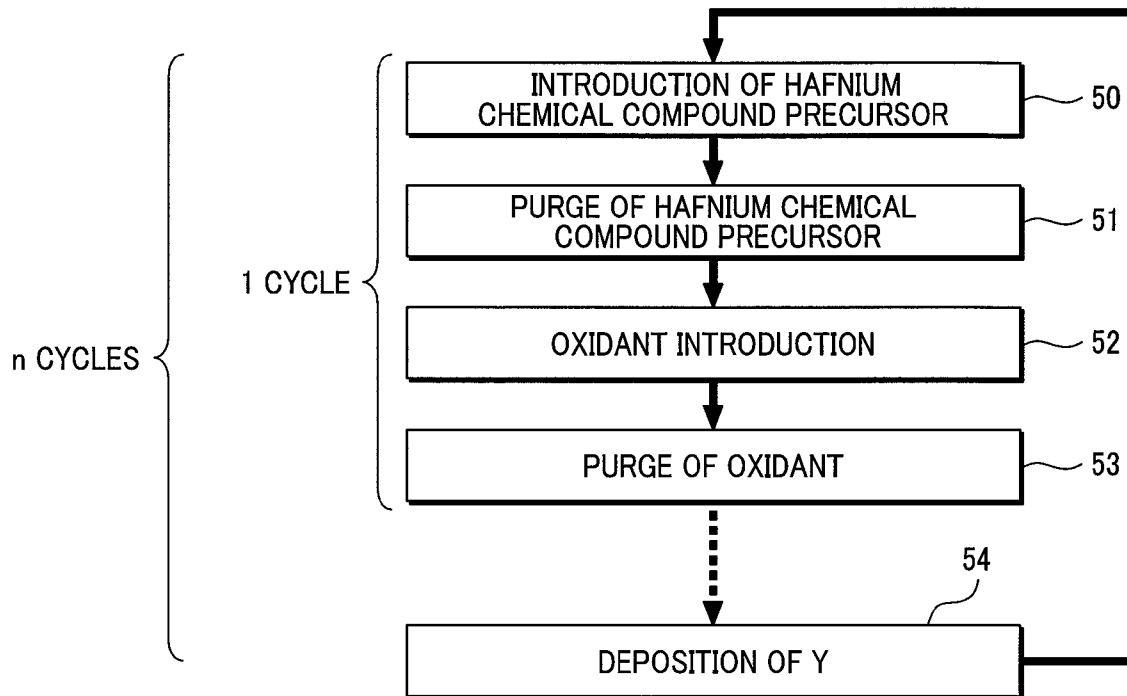 INTRODUCTION OF HAFNIUM
CHEMICAL COMPOUND PRECURSOR
50
PURGE OF HAFNIUM CHEMICAL
COMPOUND PRECURSOR
51
1 CYCLE
OXIDANT INTRODUCTION
52
n CYCLES
PURGE OF OXIDANT
53
54
DEPOSITION OF Y